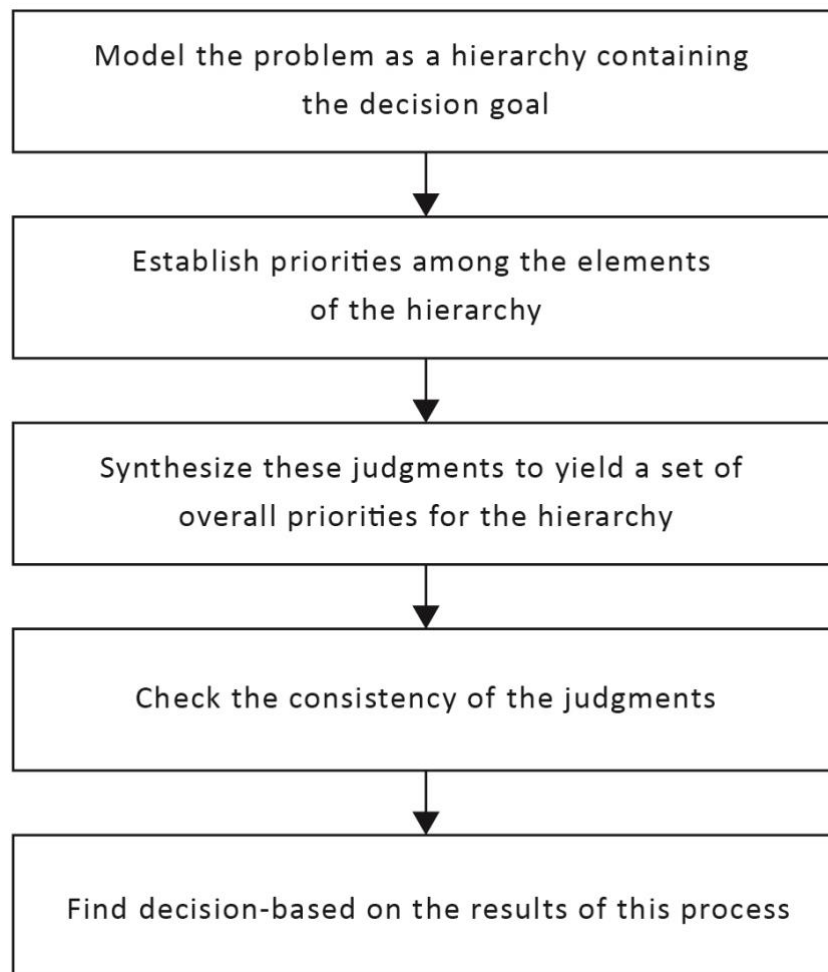 Model the problem as a hierarchy containing
the decision goal
Establish priorities among the elements
of the hierarchy
Synthesize these judgments to yield a set of
overall priorities for the hierarchy
Check the consistency of the judgments
Find decision-based on the results of this process